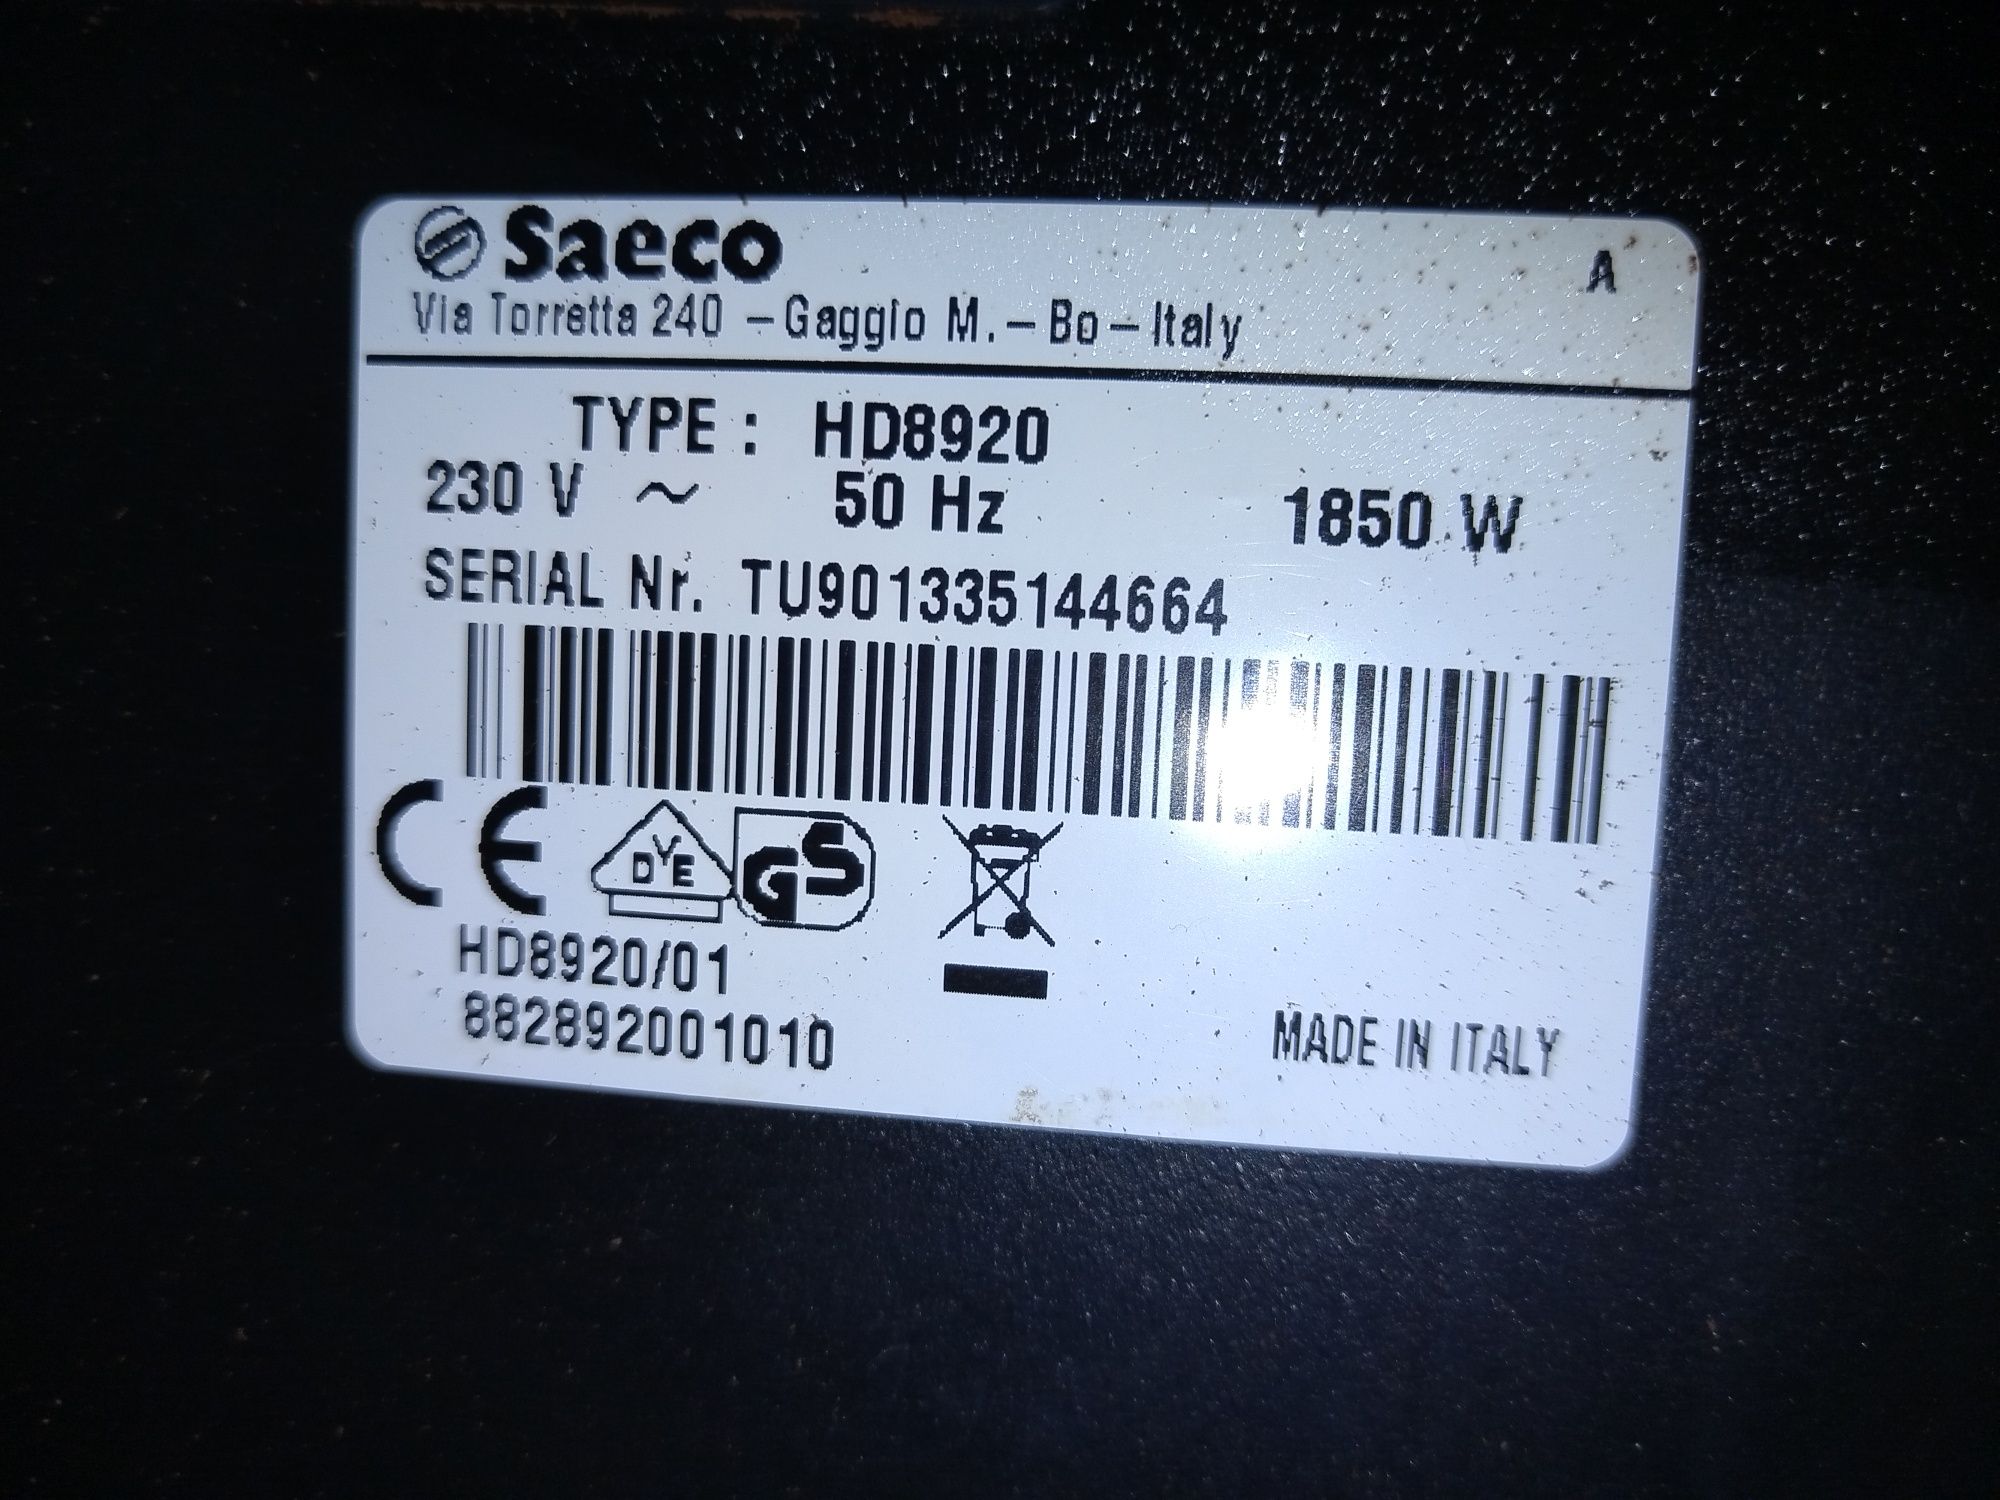 Saeco
A
Via Torretta 240 – Gaggio M. – Bo – Italy
TYPE : HD8920
230 V ~ 50 Hz 1850 W
SERIAL Nr. TU901335144664
CE DVE GS
HD8920/01
882892001010
MADE IN ITALY